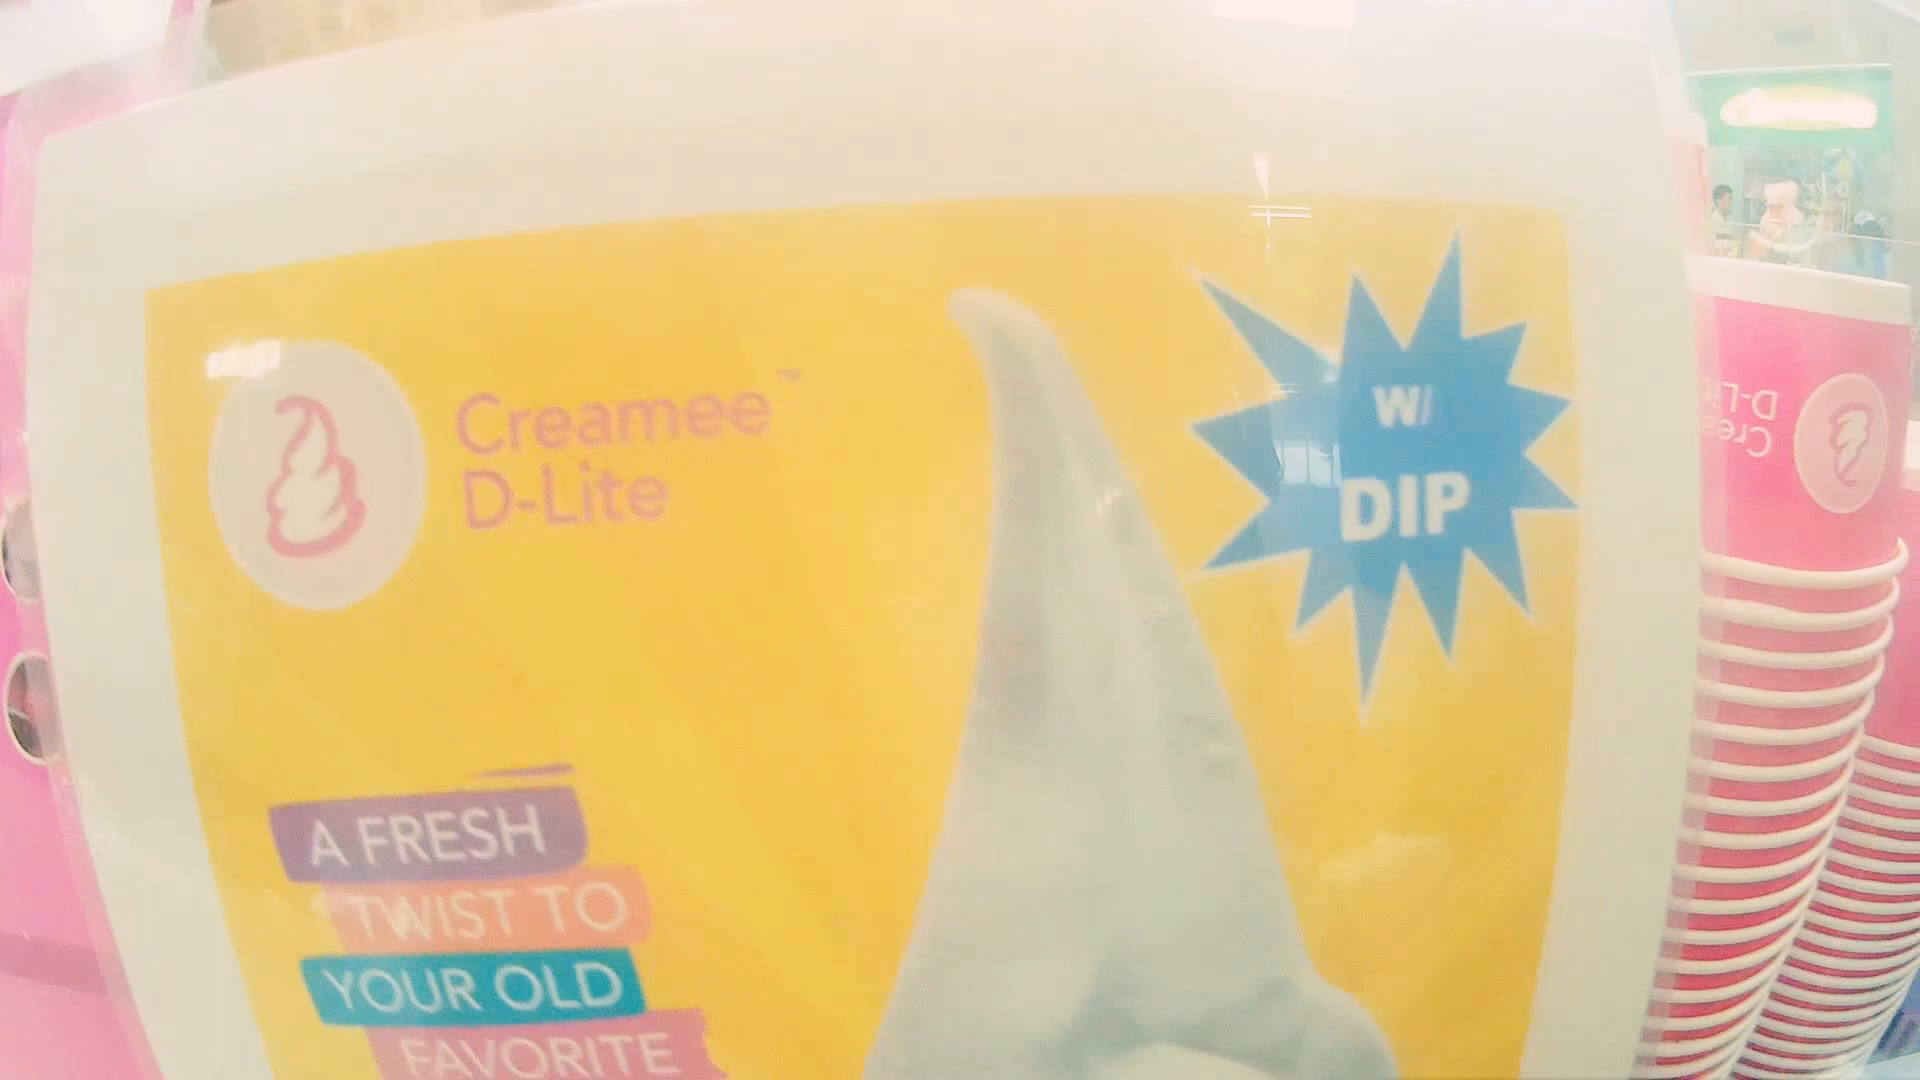 Creamee™
D-Lite
W/
DIP
A FRESH
TWIST TO
YOUR OLD
FAVORITE